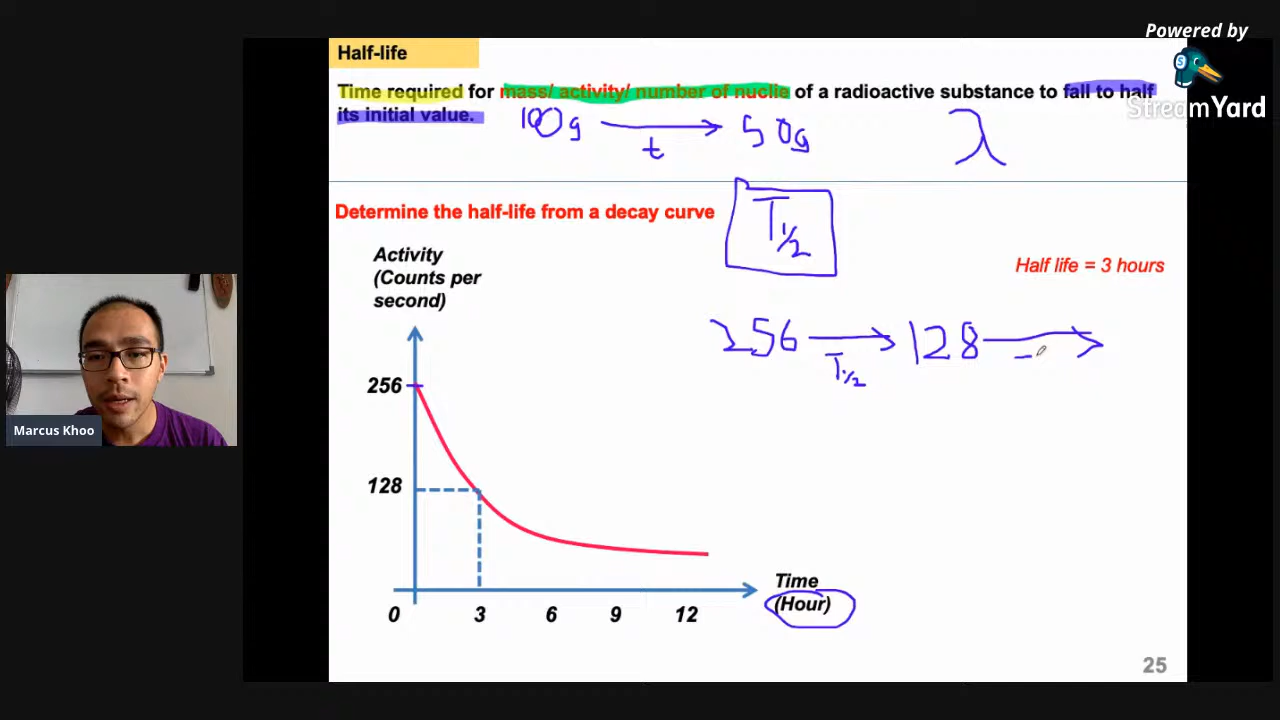 Powered by
StreamYard
Half-life
Time required for mass/ activity/ number of nuclie of a radioactive substance to fall to half
its initial value.
100g → 50g
t
λ
Determine the half-life from a decay curve
T1/2
Activity
(Counts per
second)
Half life = 3 hours
256 → 128 →
T1/2
256
Marcus Khoo
128
Time
(Hour)
0 3 6 9 12
25